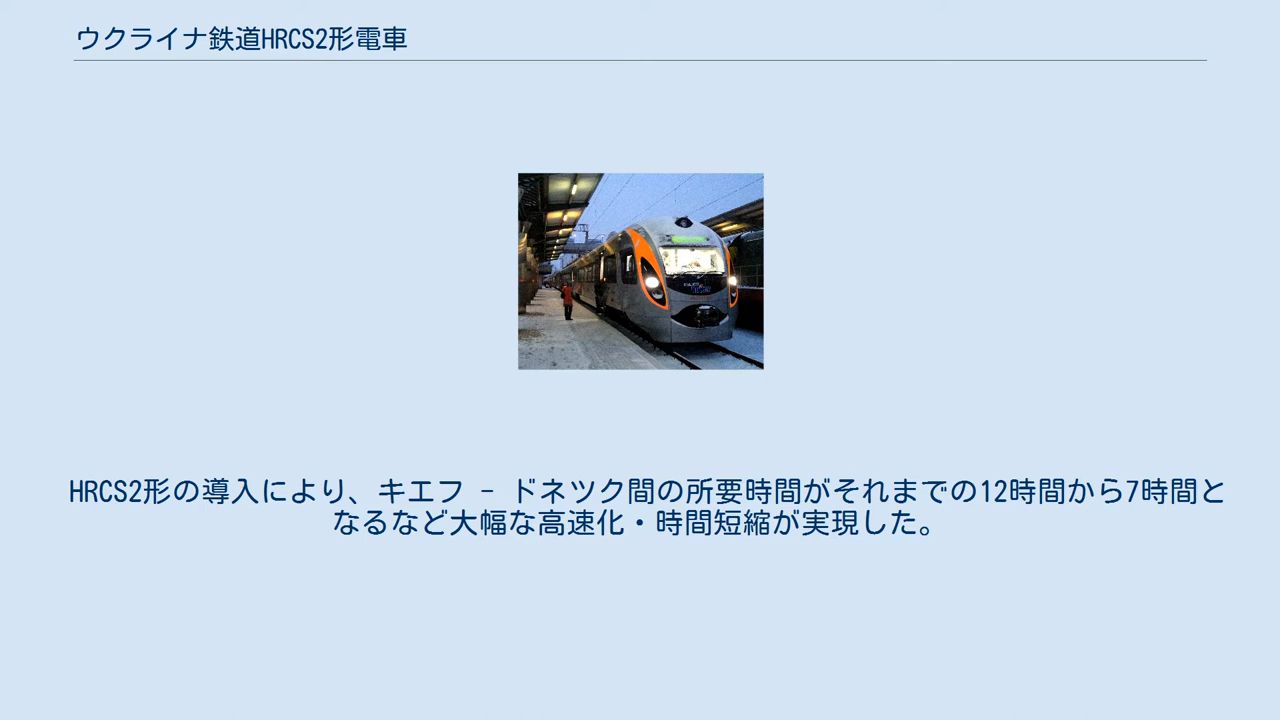 ウクライナ鉄道HRCS2形電車
HRCS2形の導入により、キエフ - ドネツク間の所要時間がそれまでの12時間から7時間と
なるなど大幅な高速化・時間短縮が実現した。